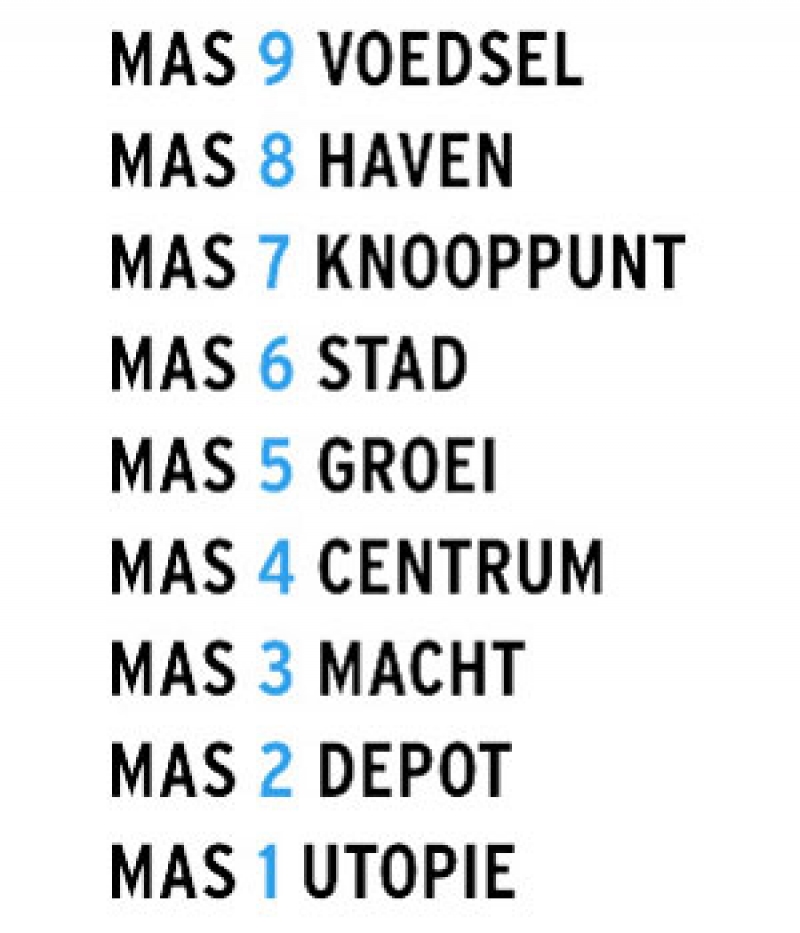 MAS 9 VOEDSEL
MAS 8 HAVEN
MAS 7 KNOOPPUNT
MAS 6 STAD
MAS 5 GROEI
MAS 4 CENTRUM
MAS 3 MACHT
MAS 2 DEPOT
MAS 1 UTOPIE